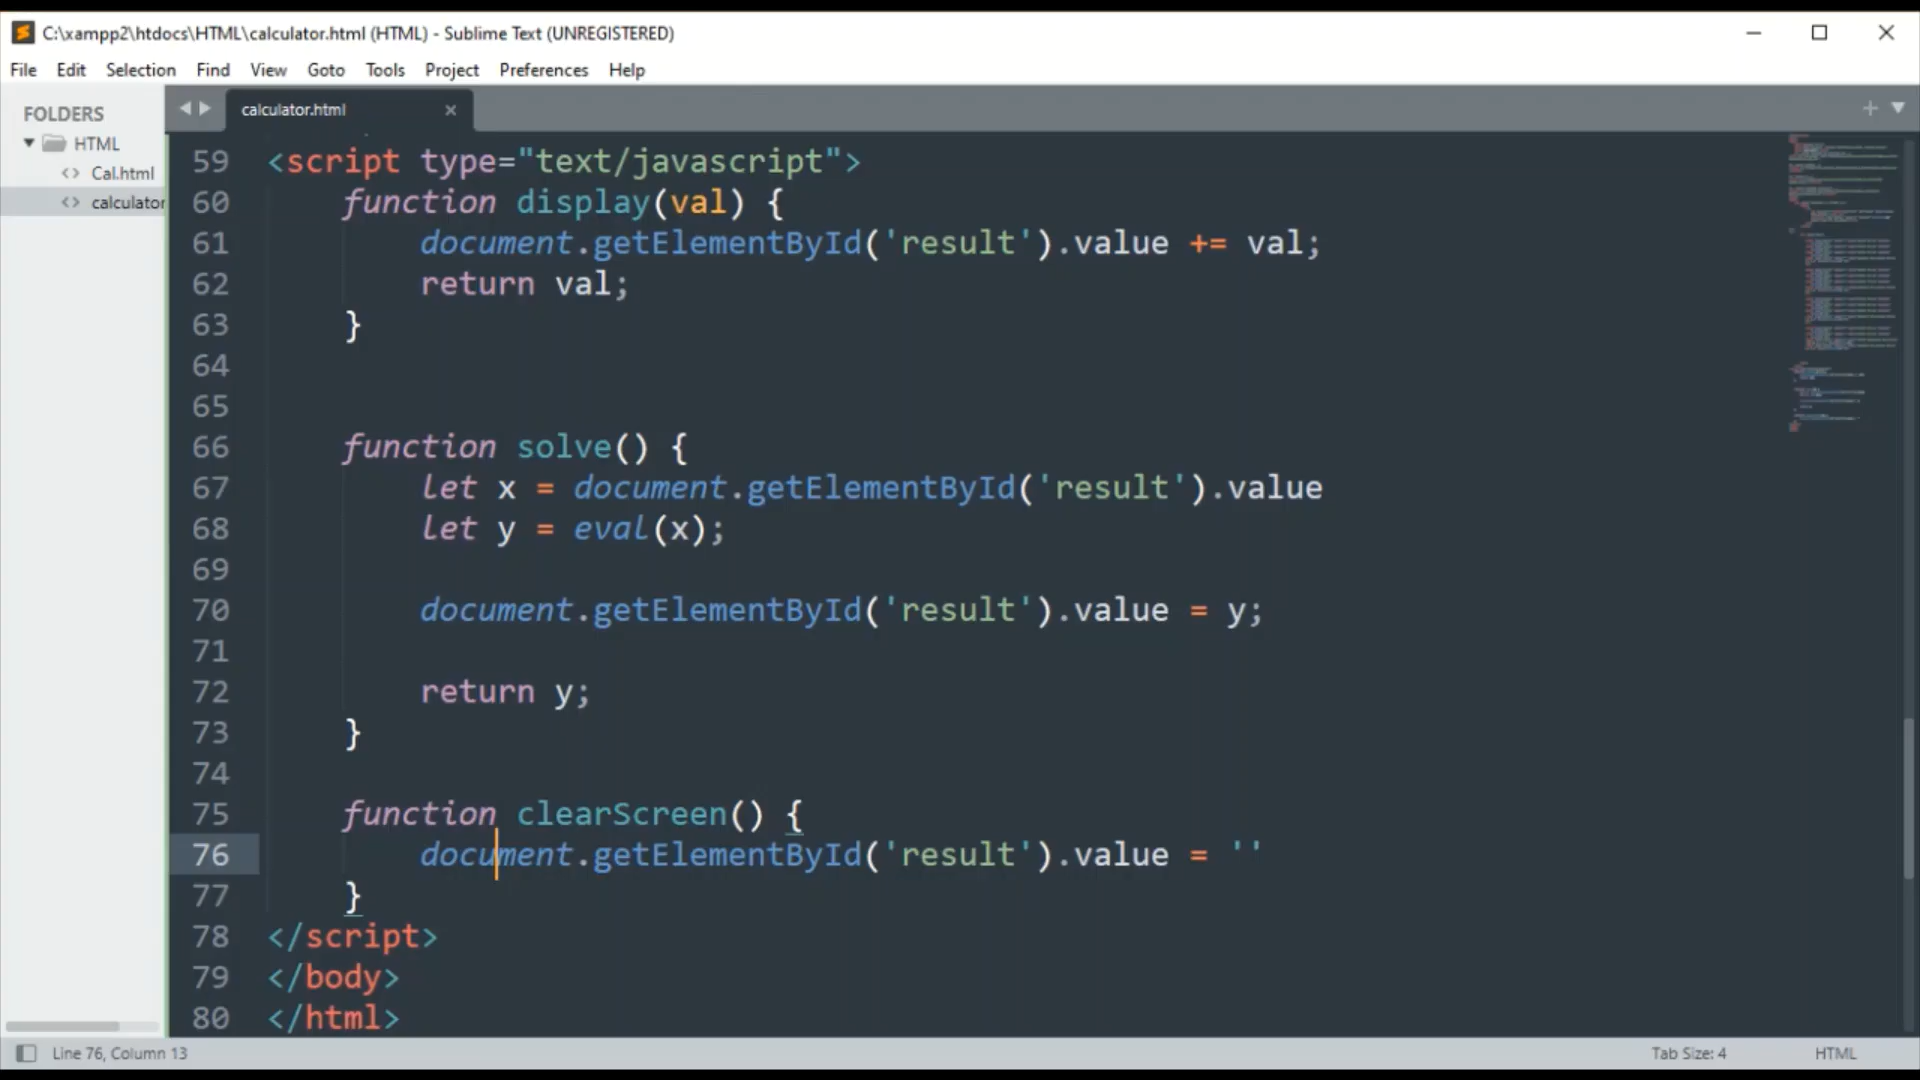 C:\xampp2\htdocs\HTML\calculator.html (HTML) - Sublime Text (UNREGISTERED)
File Edit Selection Find View Goto Tools Project Preferences Help
FOLDERS
HTML
Cal.html
calculator
calculator.html
59 <script type="text/javascript">
60     function display(val) {
61         document.getElementById('result').value += val;
62         return val;
63     }
64
65
66     function solve() {
67         let x = document.getElementById('result').value
68         let y = eval(x);
69
70         document.getElementById('result').value = y;
71
72         return y;
73     }
74
75     function clearScreen() {
76         document.getElementById('result').value = ''
77     }
78 </script>
79 </body>
80 </html>
Line 76, Column 13
Tab Size: 4
HTML